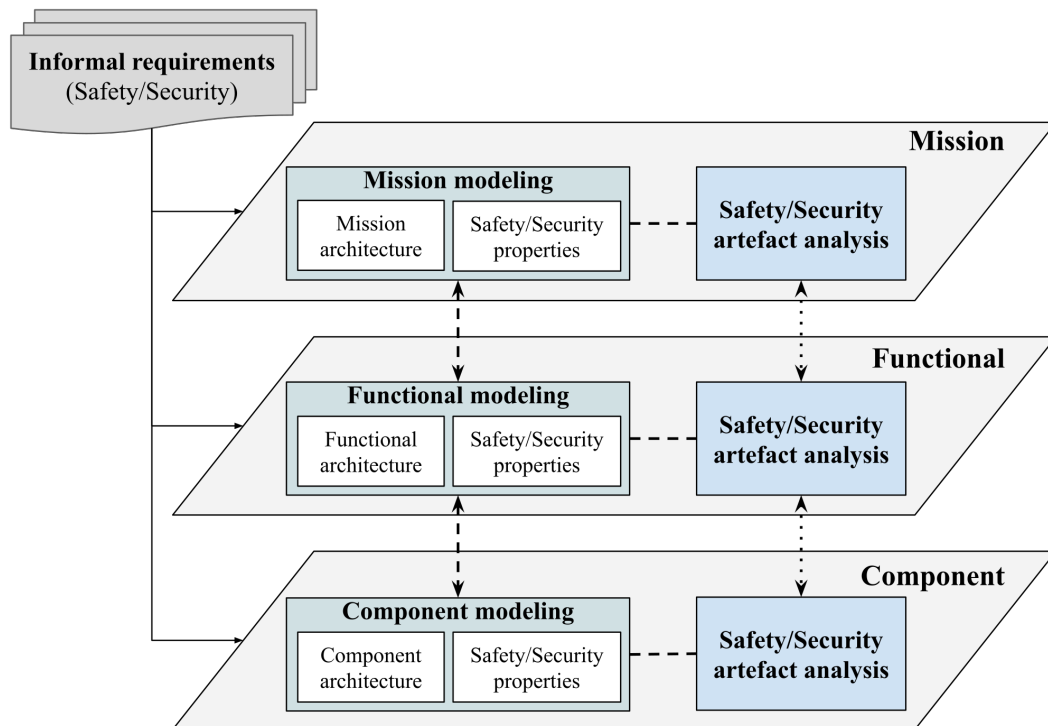 Informal requirements
(Safety/Security)
Mission
Mission modeling
Mission
architecture
Safety/Security
properties
Safety/Security
artefact analysis
Functional
Functional modeling
Functional
architecture
Safety/Security
properties
Safety/Security
artefact analysis
Component
Component modeling
Component
architecture
Safety/Security
properties
Safety/Security
artefact analysis